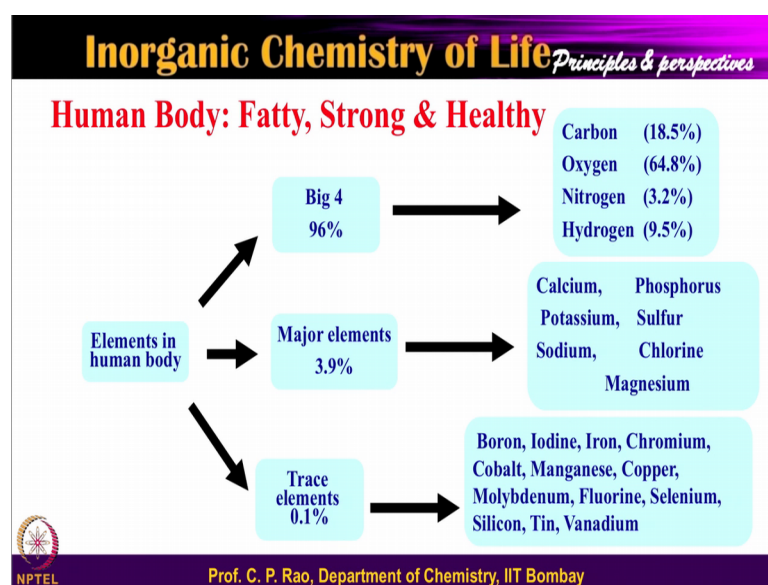 Inorganic Chemistry of Life Principles & perspectives
Human Body: Fatty, Strong & Healthy
Elements in
human body
Big 4
96%
Carbon (18.5%)
Oxygen (64.8%)
Nitrogen (3.2%)
Hydrogen (9.5%)
Major elements
3.9%
Calcium, Phosphorus
Potassium, Sulfur
Sodium, Chlorine
Magnesium
Trace
elements
0.1%
Boron, Iodine, Iron, Chromium,
Cobalt, Manganese, Copper,
Molybdenum, Fluorine, Selenium,
Silicon, Tin, Vanadium
NPTEL
Prof. C. P. Rao, Department of Chemistry, IIT Bombay